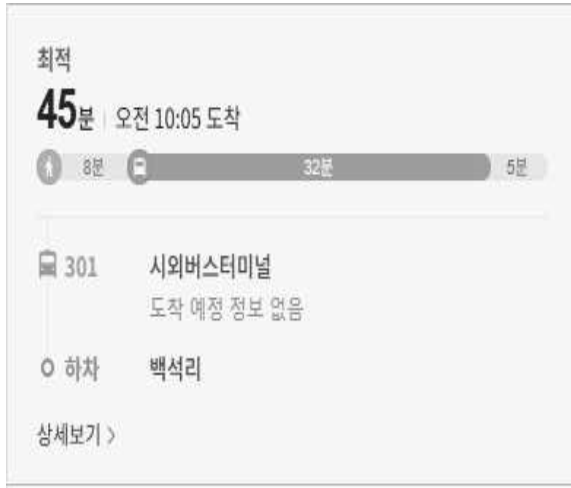 최적
45분 오전 10:05 도착
8분 32분 5분
301 시외버스터미널
도착 예정 정보 없음
하차 백석리
상세보기 >